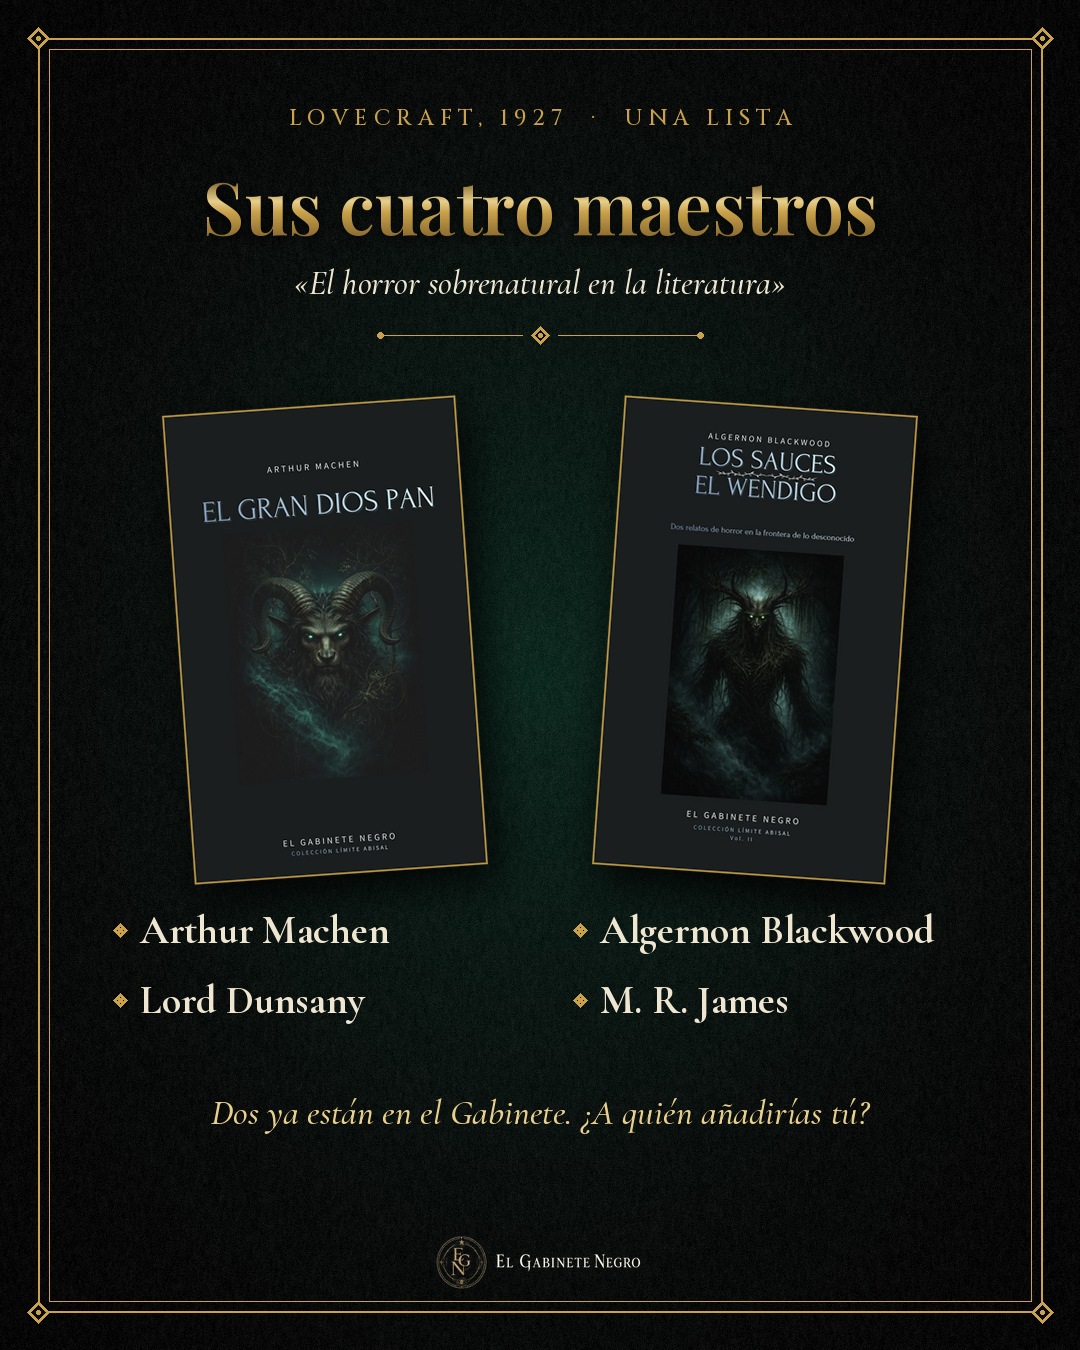 LOVECRAFT, 1927 · UNA LISTA
Sus cuatro maestros
«El horror sobrenatural en la literatura»
ARTHUR MACHEN
EL GRAN DIOS PAN
EL GABINETE NEGRO
COLECCIÓN LÍMITE ABISAL
ALGERNON BLACKWOOD
LOS SAUCES
EL WENDIGO
Dos relatos de horror en la frontera de lo desconocido
EL GABINETE NEGRO
COLECCIÓN LÍMITE ABISAL
Vol. II
Arthur Machen
Algernon Blackwood
Lord Dunsany
M. R. James
Dos ya están en el Gabinete. ¿A quién añadirías tú?
EGN
EL GABINETE NEGRO